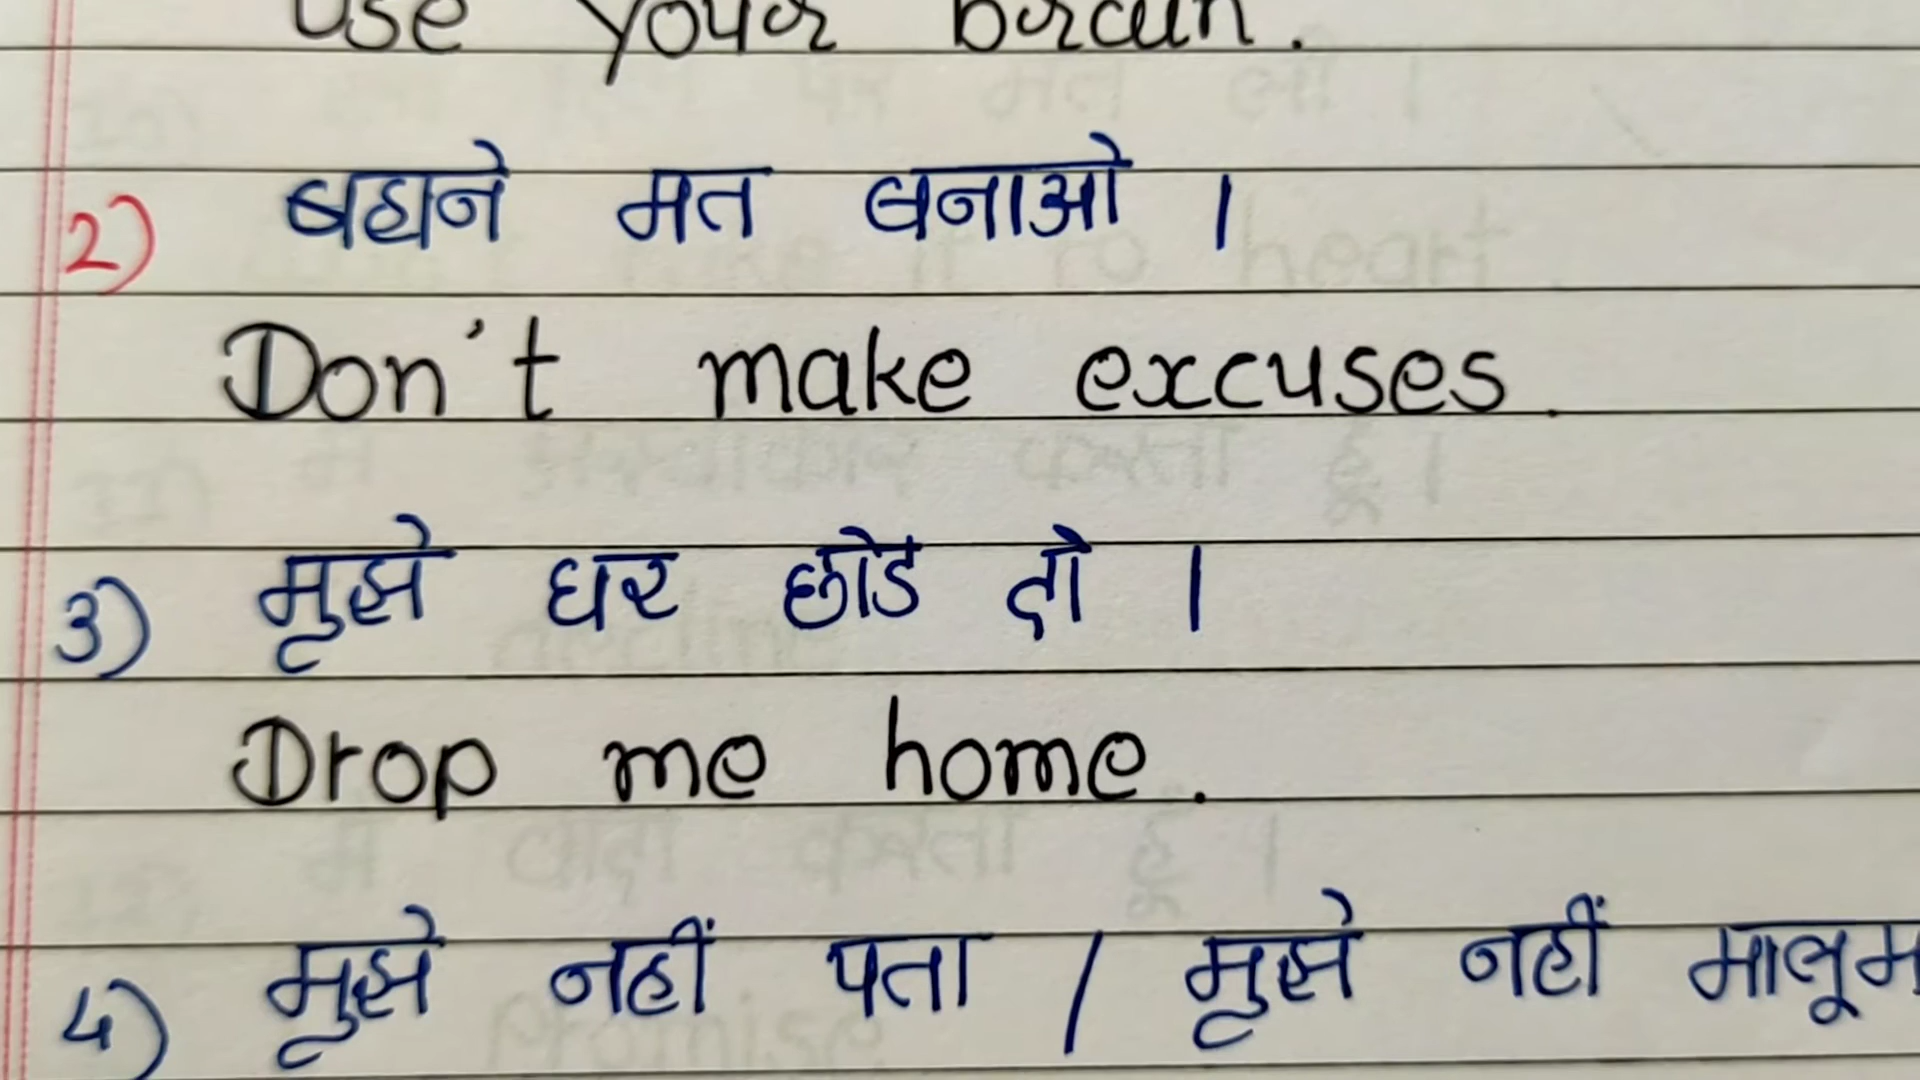 Use your brain.
2) बहाने मत बनाओ ।
Don't make excuses.
3) मुझे घर छोड दो ।
Drop me home.
4) मुझे नहीं पता / मुझे नहीं मालूम